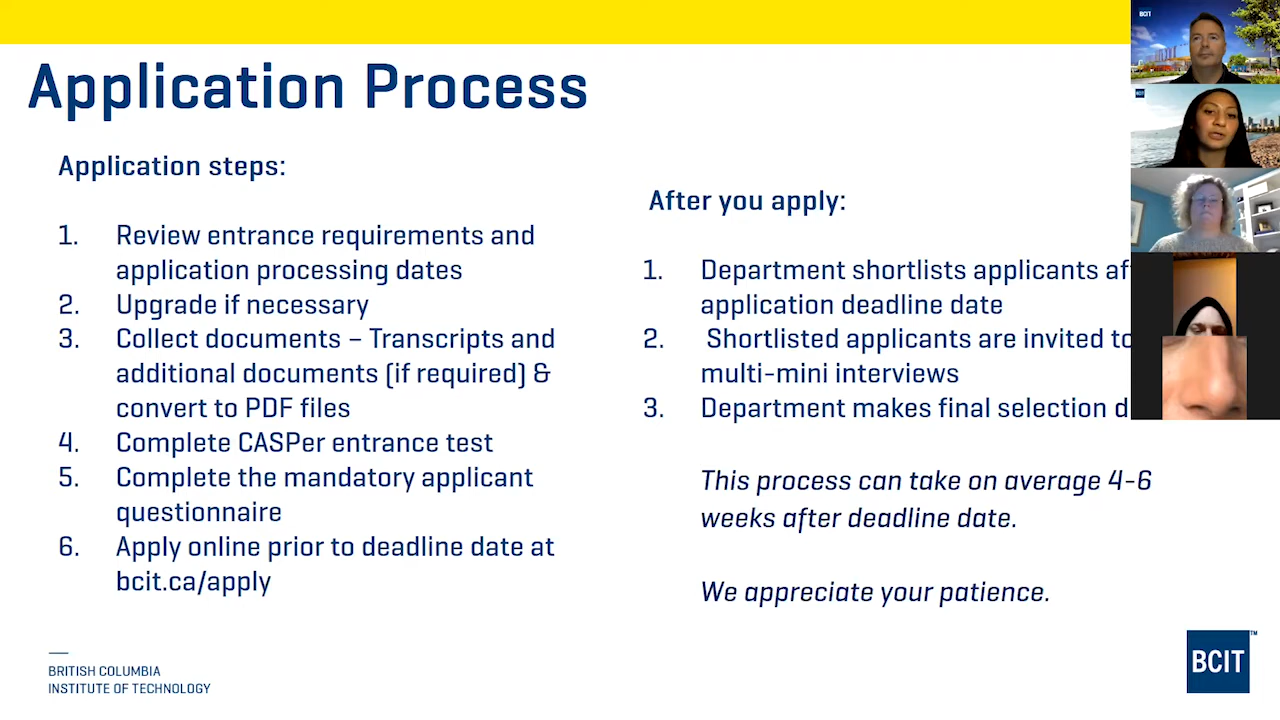 Application Process
Application steps:
1. Review entrance requirements and
application processing dates
2. Upgrade if necessary
3. Collect documents – Transcripts and
additional documents (if required) &
convert to PDF files
4. Complete CASPer entrance test
5. Complete the mandatory applicant
questionnaire
6. Apply online prior to deadline date at
bcit.ca/apply
After you apply:
1. Department shortlists applicants
application deadline date
2. Shortlisted applicants are invited to
multi-mini interviews
3. Department makes final selection
This process can take on average 4-6
weeks after deadline date.
We appreciate your patience.
BRITISH COLUMBIA
INSTITUTE OF TECHNOLOGY
BCIT™
BCIT
BCIT